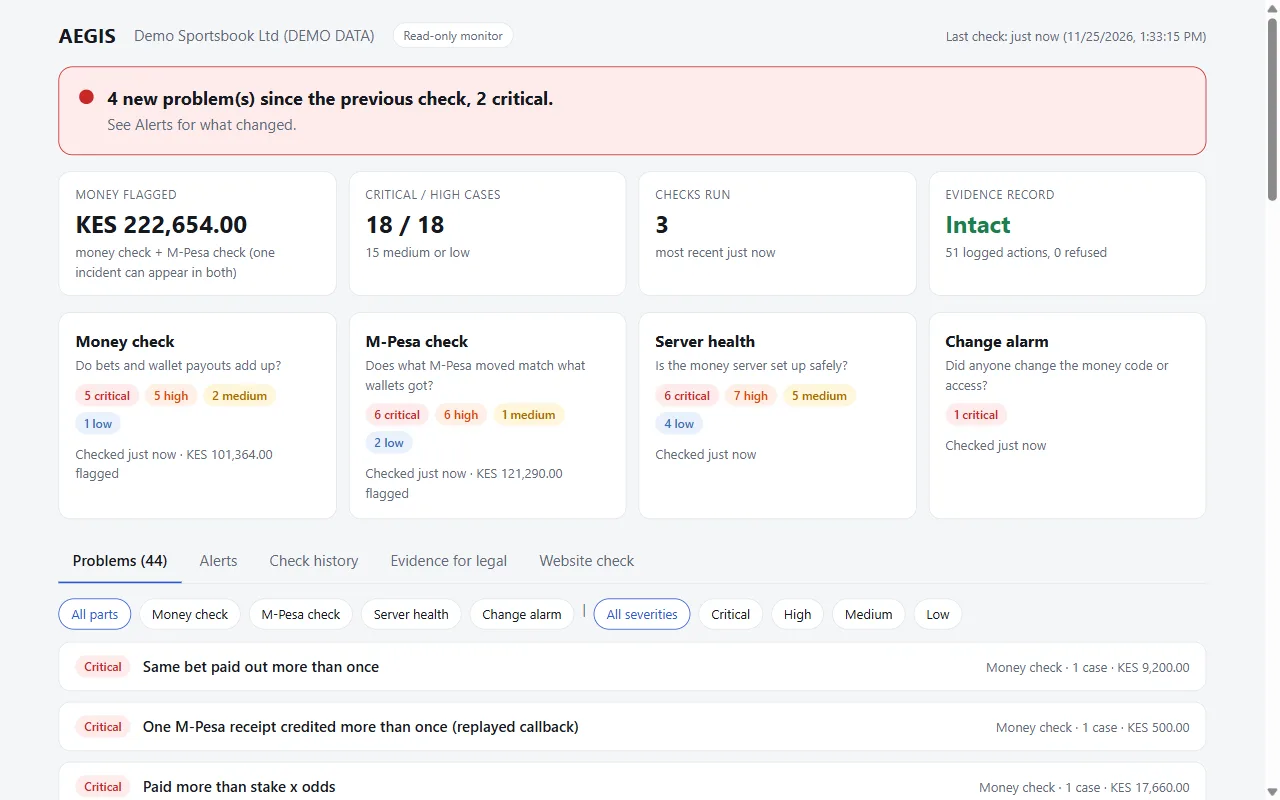 AEGIS Demo Sportsbook Ltd (DEMO DATA) Read-only monitor Last check: just now (11/25/2026, 1:33:15 PM)
4 new problem(s) since the previous check, 2 critical.
See Alerts for what changed.
MONEY FLAGGED
KES 222,654.00
money check + M-Pesa check (one
incident can appear in both)
CRITICAL / HIGH CASES
18 / 18
15 medium or low
CHECKS RUN
3
most recent just now
EVIDENCE RECORD
Intact
51 logged actions, 0 refused
Money check
Do bets and wallet payouts add up?
5 critical 5 high 2 medium
1 low
Checked just now · KES 101,364.00
flagged
M-Pesa check
Does what M-Pesa moved match what
wallets got?
6 critical 6 high 1 medium
2 low
Checked just now · KES 121,290.00
flagged
Server health
Is the money server set up safely?
6 critical 7 high 5 medium
4 low
Checked just now
Change alarm
Did anyone change the money code or
access?
1 critical
Checked just now
Problems (44) Alerts Check history Evidence for legal Website check
All parts Money check M-Pesa check Server health Change alarm | All severities Critical High Medium Low
Critical Same bet paid out more than once Money check · 1 case · KES 9,200.00
Critical One M-Pesa receipt credited more than once (replayed callback) Money check · 1 case · KES 500.00
Critical Paid more than stake x odds Money check · 1 case · KES 17,660.00